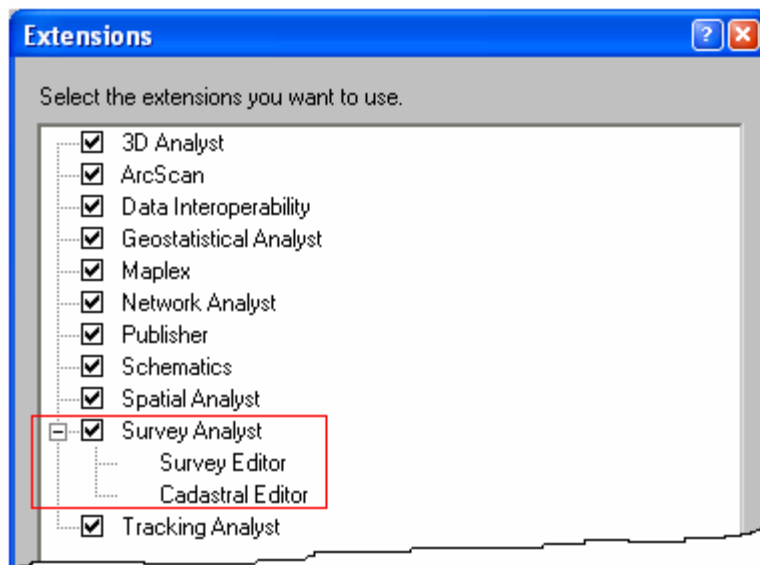 Extensions
Select the extensions you want to use.
3D Analyst
ArcScan
Data Interoperability
Geostatistical Analyst
Maplex
Network Analyst
Publisher
Schematics
Spatial Analyst
Survey Analyst
Survey Editor
Cadastral Editor
Tracking Analyst